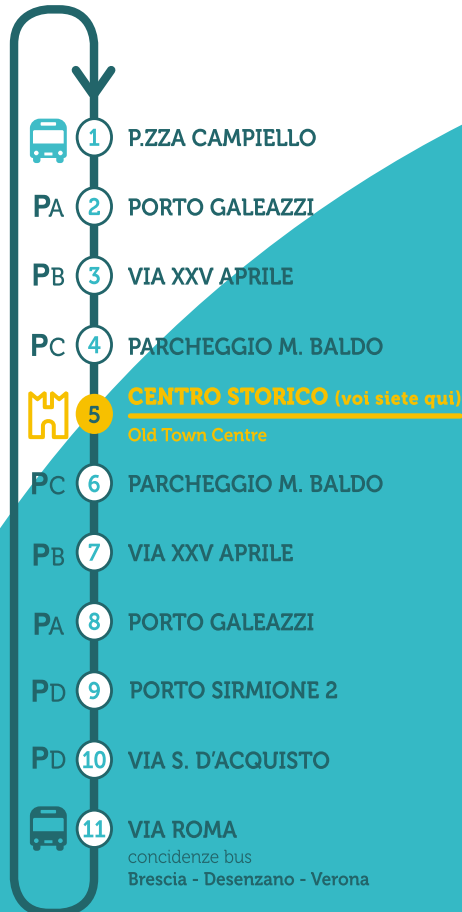 1 P.ZZA CAMPIELLO
PA 2 PORTO GALEAZZI
PB 3 VIA XXV APRILE
PC 4 PARCHEGGIO M. BALDO
5 CENTRO STORICO (voi siete qui)
Old Town Centre
PC 6 PARCHEGGIO M. BALDO
PB 7 VIA XXV APRILE
PA 8 PORTO GALEAZZI
PD 9 PORTO SIRMIONE 2
PD 10 VIA S. D'ACQUISTO
11 VIA ROMA
concidenze bus
Brescia - Desenzano - Verona